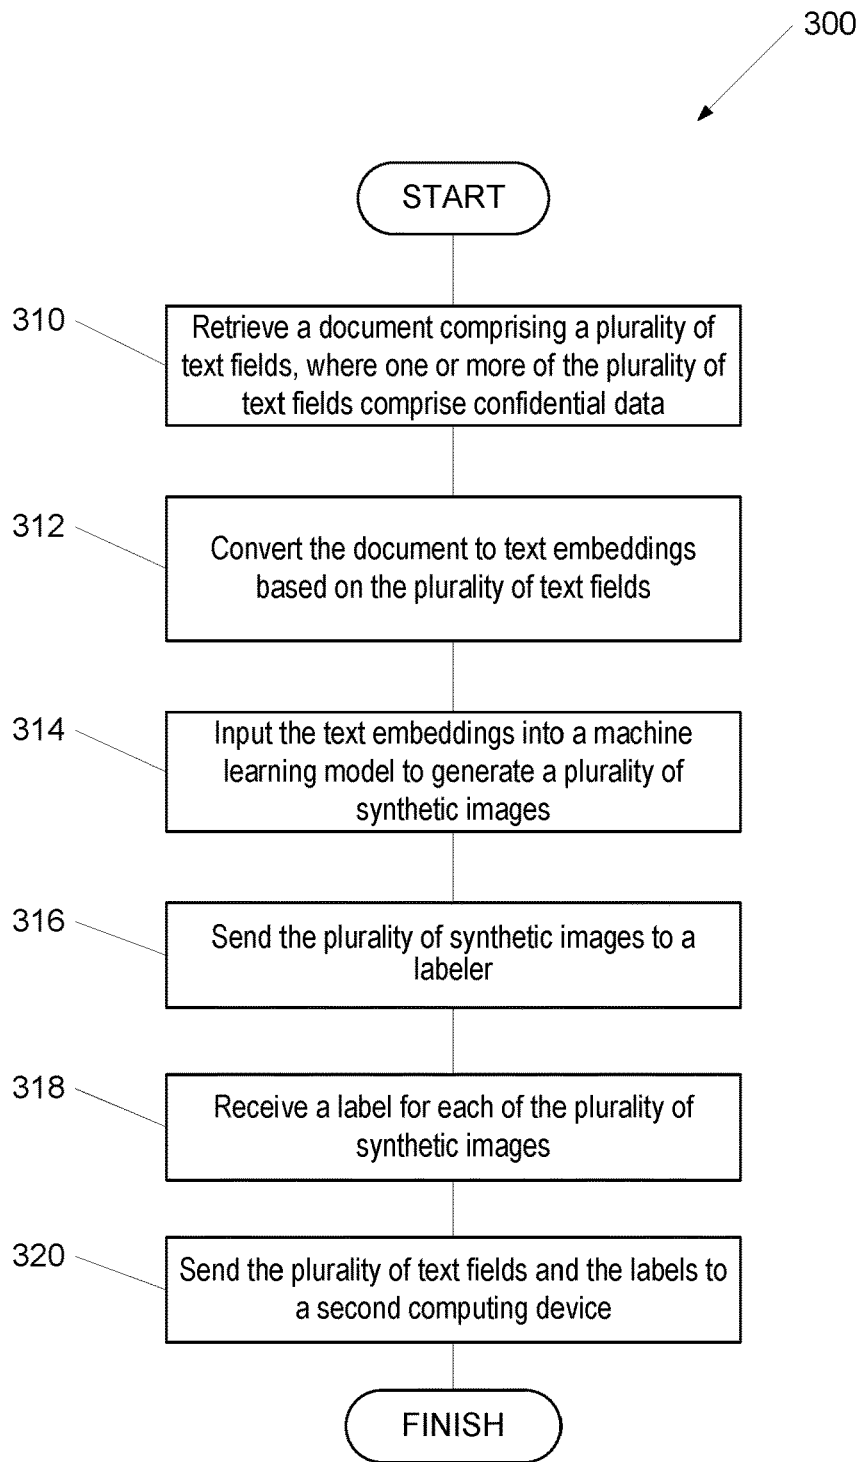 300
START
310
Retrieve a document comprising a plurality of
text fields, where one or more of the plurality of
text fields comprise confidential data
312
Convert the document to text embeddings
based on the plurality of text fields
314
Input the text embeddings into a machine
learning model to generate a plurality of
synthetic images
316
Send the plurality of synthetic images to a
labeler
318
Receive a label for each of the plurality of
synthetic images
320
Send the plurality of text fields and the labels to
a second computing device
FINISH